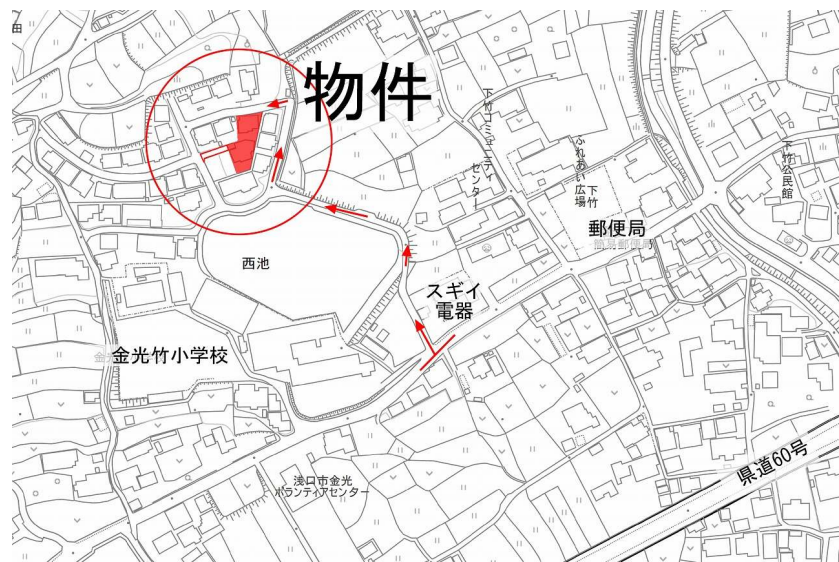 田
物件
下竹コミュニティ
センター
下竹
ふれあい広場
下竹公民館
郵便局
簡易郵便局
西池
スギイ
電器
金光竹小学校
浅口市金光
ボランティアセンター
県道60号